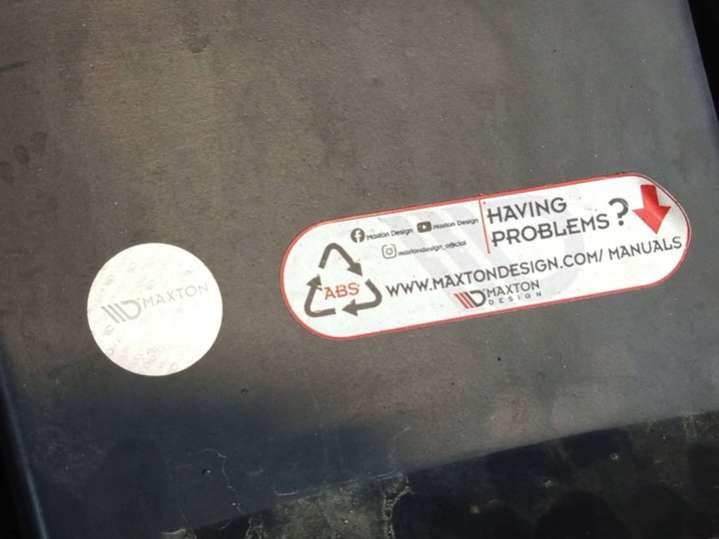 MAXTON
Maxton Design Maxton Design
maxtondesign_official
HAVING
PROBLEMS?
ABS
WWW.MAXTONDESIGN.COM/ MANUALS
MAXTON
DESIGN